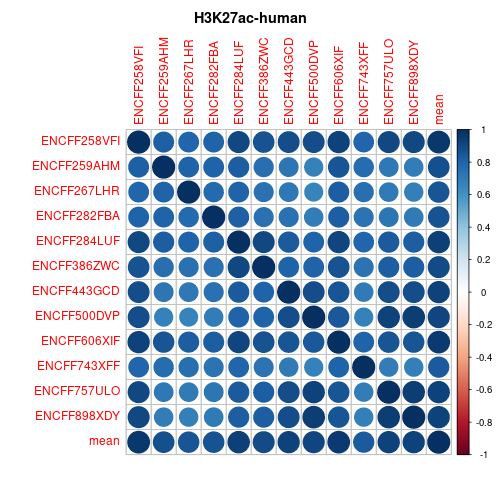 H3K27ac-human
ENCFF258VFI
ENCFF259AHM
ENCFF267LHR
ENCFF282FBA
ENCFF284LUF
ENCFF386ZWC
ENCFF443GCD
ENCFF500DVP
ENCFF606XIF
ENCFF743XFF
ENCFF757ULO
ENCFF898XDY
mean
ENCFF258VFI
ENCFF259AHM
ENCFF267LHR
ENCFF282FBA
ENCFF284LUF
ENCFF386ZWC
ENCFF443GCD
ENCFF500DVP
ENCFF606XIF
ENCFF743XFF
ENCFF757ULO
ENCFF898XDY
mean
1
0.8
0.6
0.4
0.2
0
-0.2
-0.4
-0.6
-0.8
-1